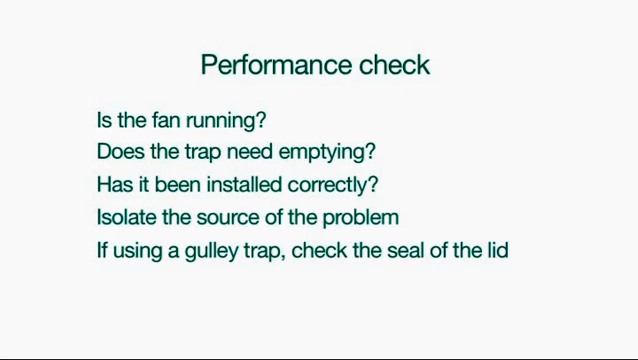 Performance check
Is the fan running?
Does the trap need emptying?
Has it been installed correctly?
Isolate the source of the problem
If using a gulley trap, check the seal of the lid